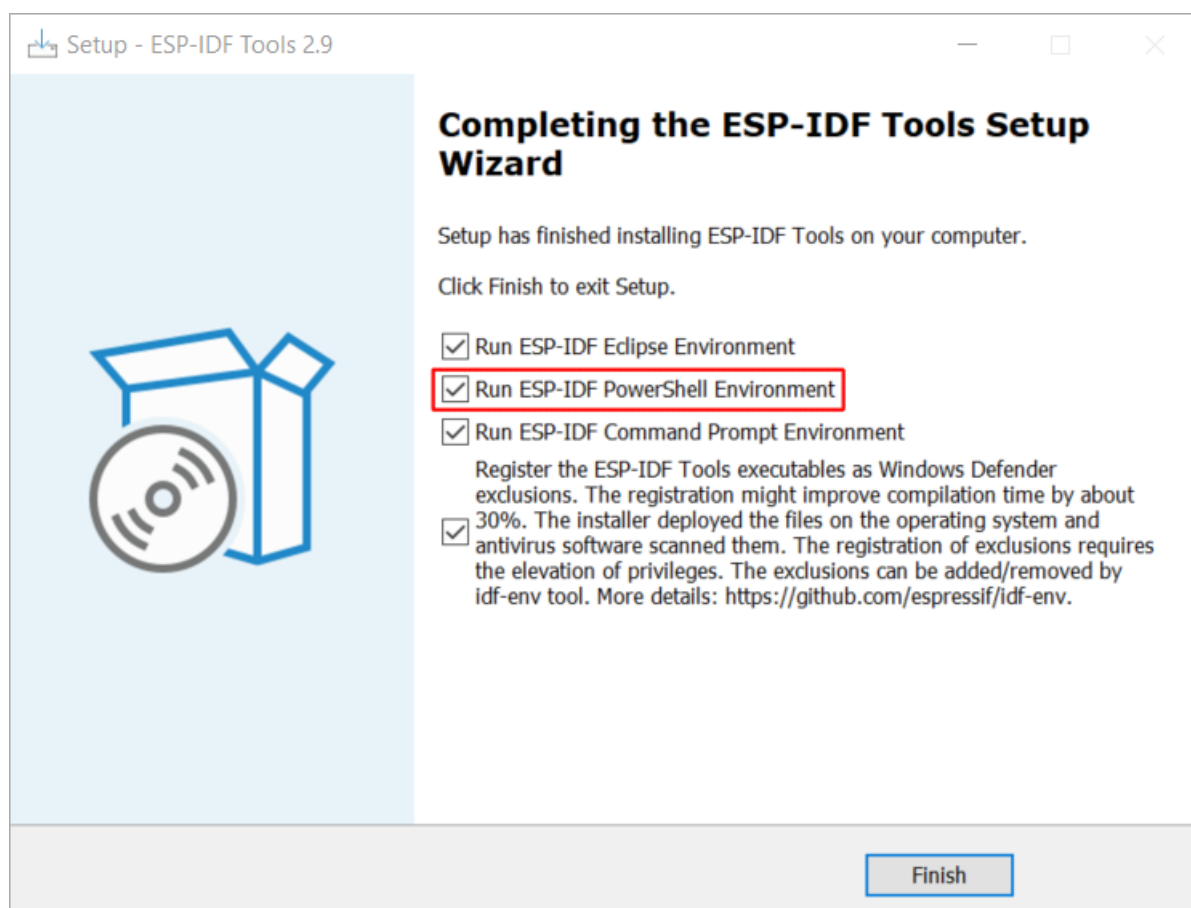 Setup - ESP-IDF Tools 2.9
Completing the ESP-IDF Tools Setup
Wizard
Setup has finished installing ESP-IDF Tools on your computer.
Click Finish to exit Setup.
Run ESP-IDF Eclipse Environment
Run ESP-IDF PowerShell Environment
Run ESP-IDF Command Prompt Environment
Register the ESP-IDF Tools executables as Windows Defender
exclusions. The registration might improve compilation time by about
30%. The installer deployed the files on the operating system and
antivirus software scanned them. The registration of exclusions requires
the elevation of privileges. The exclusions can be added/removed by
idf-env tool. More details: https://github.com/espressif/idf-env.
Finish